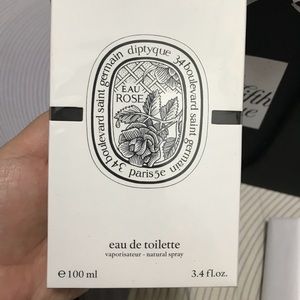 34 boulevard saint germain diptyque 34 boulevard saint germain
paris 5e
EAU
ROSE
eau de toilette
vaporisateur - natural spray
e 100 ml 3.4 fl.oz.